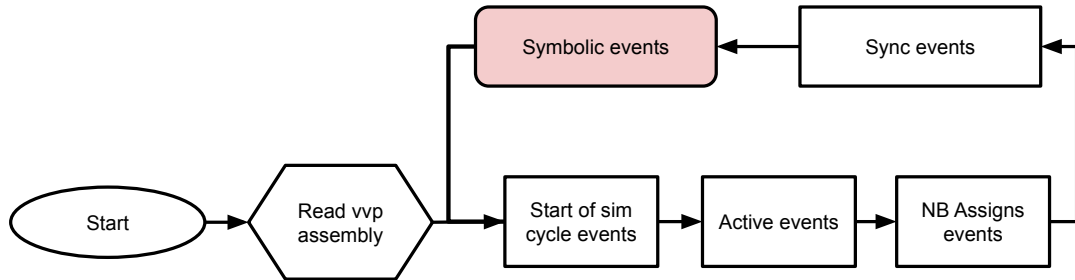 Symbolic events
Sync events
Start
Read vvp
assembly
Start of sim
cycle events
Active events
NB Assigns
events